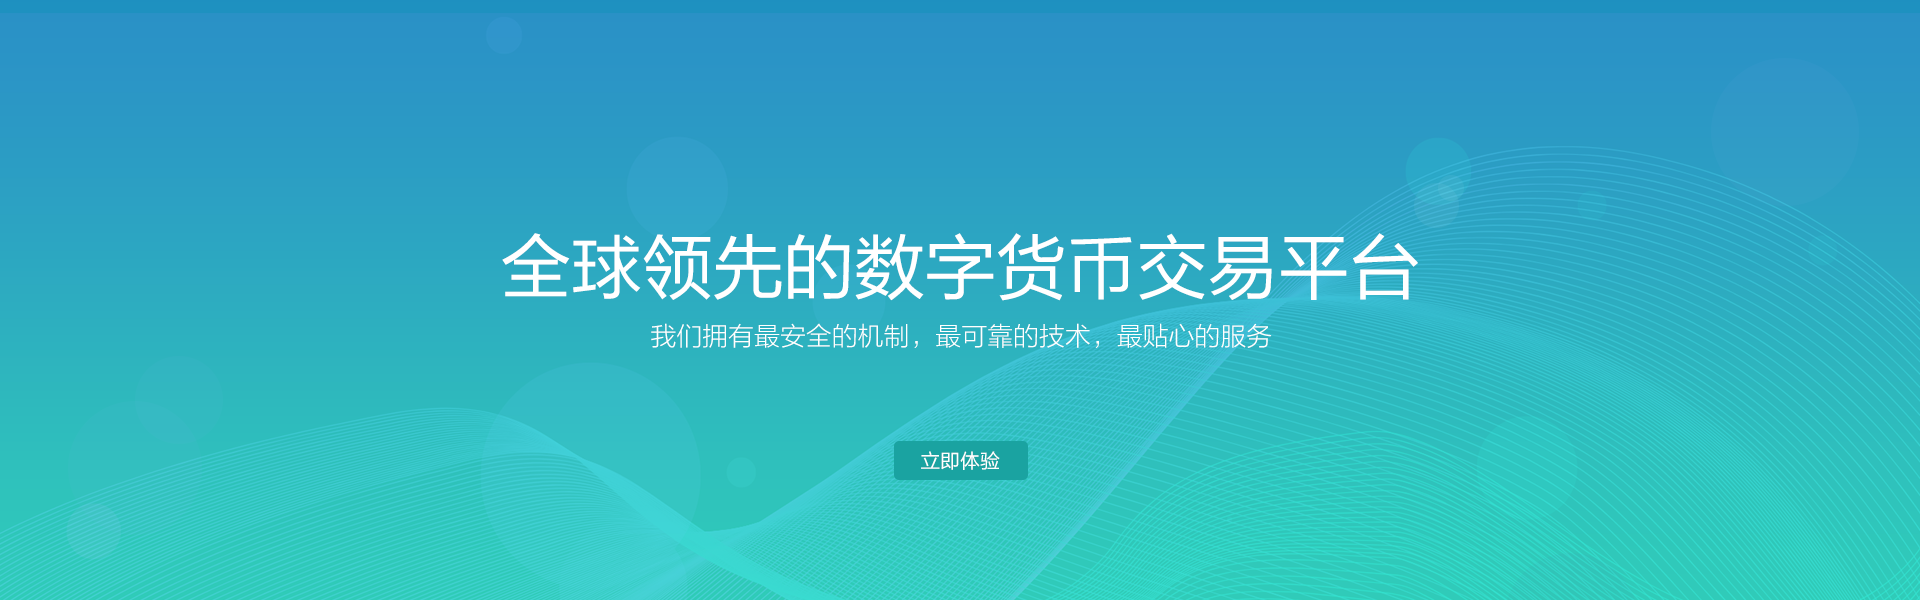 全球领先的数字货币交易平台
我们拥有最安全的机制，最可靠的技术，最贴心的服务
立即体验